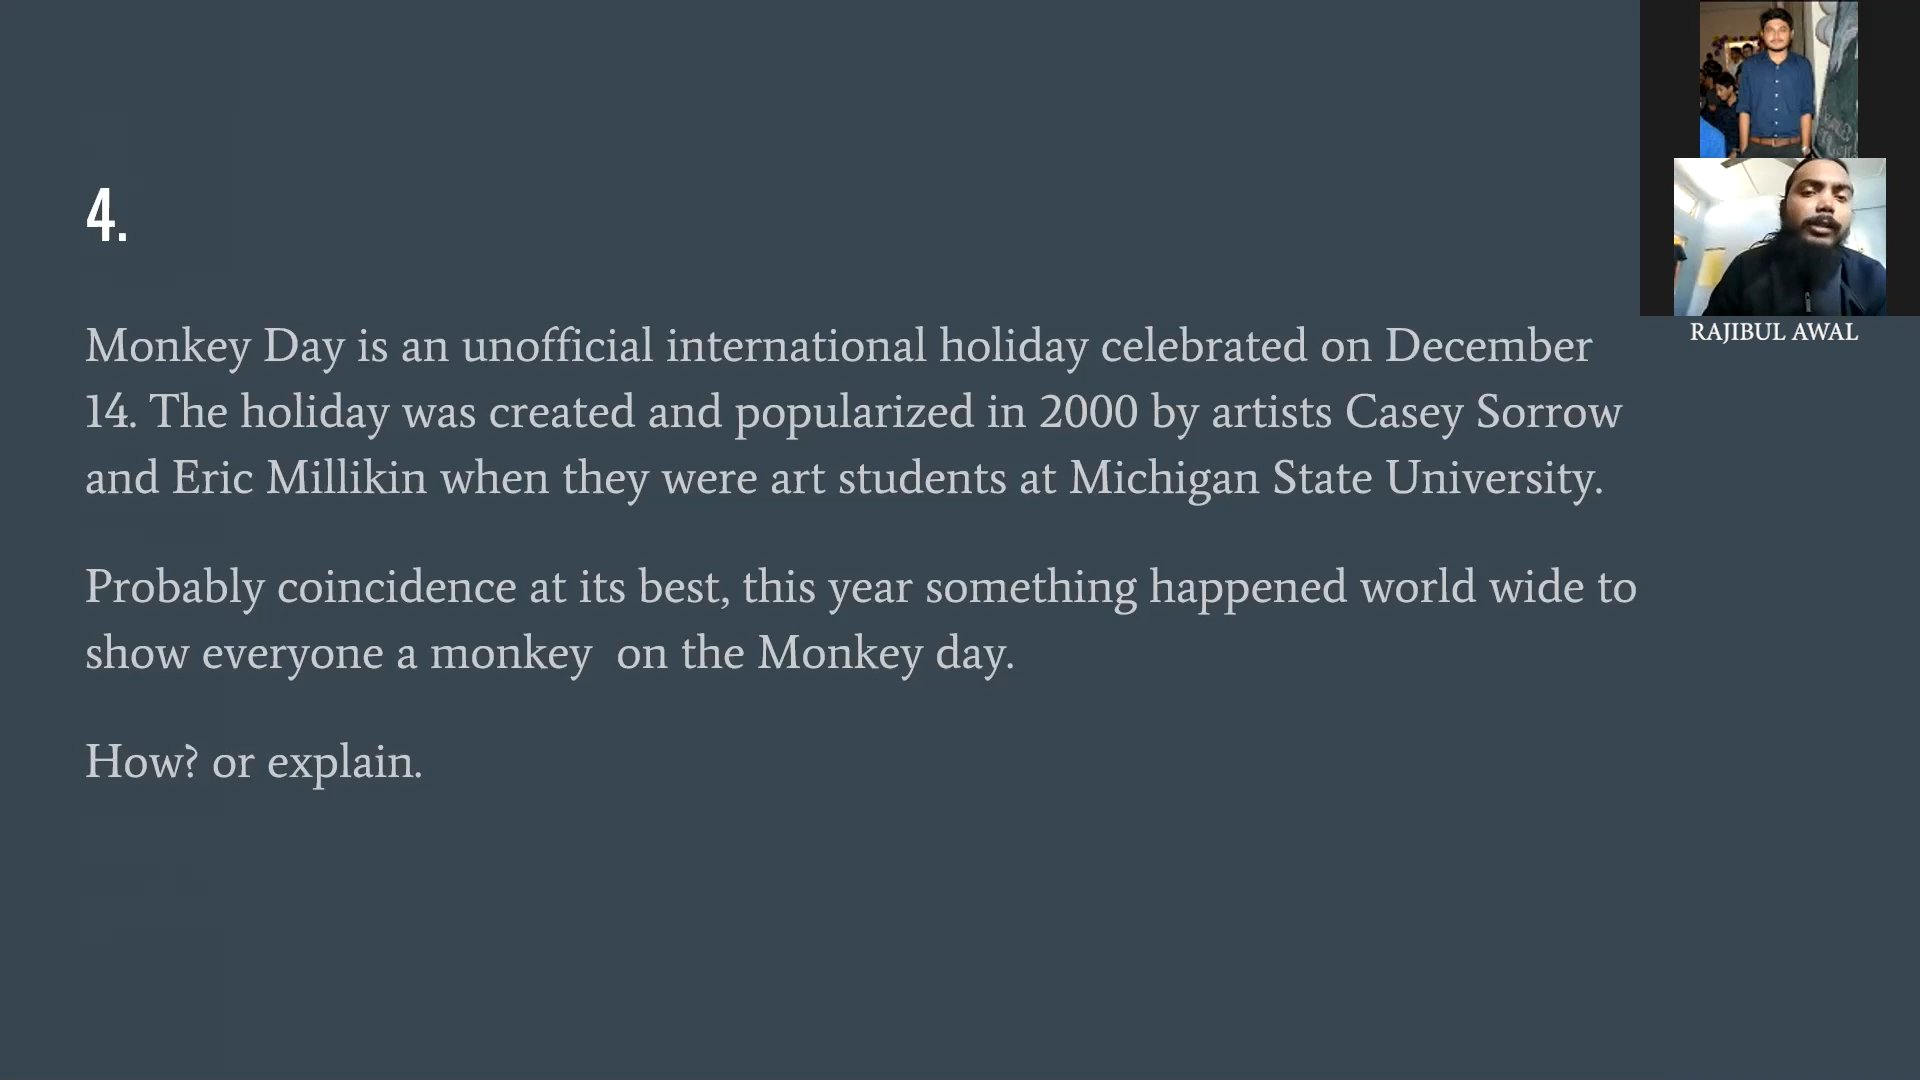 4.
Monkey Day is an unofficial international holiday celebrated on December
14. The holiday was created and popularized in 2000 by artists Casey Sorrow
and Eric Millikin when they were art students at Michigan State University.
Probably coincidence at its best, this year something happened world wide to
show everyone a monkey  on the Monkey day.
How? or explain.
RAJIBUL AWAL